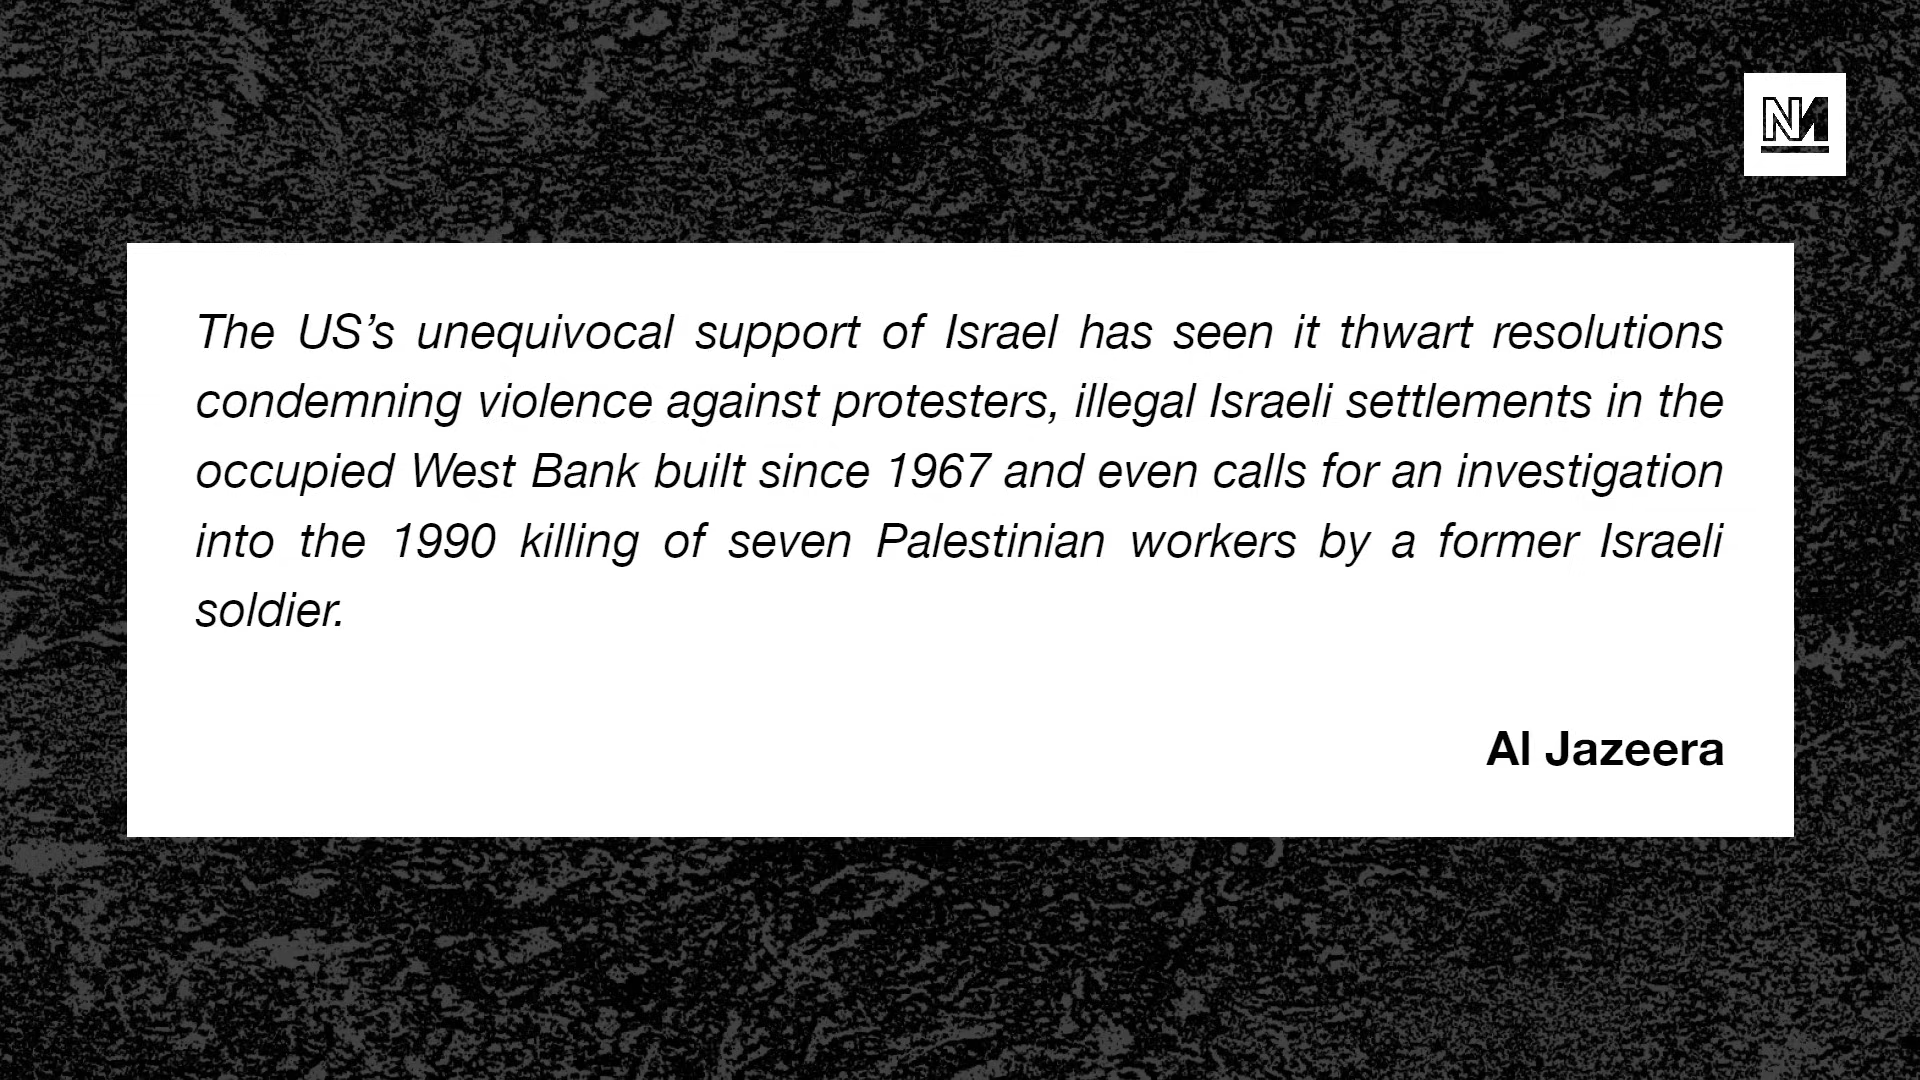 NM
The US’s unequivocal support of Israel has seen it thwart resolutions
condemning violence against protesters, illegal Israeli settlements in the
occupied West Bank built since 1967 and even calls for an investigation
into the 1990 killing of seven Palestinian workers by a former Israeli
soldier.
Al Jazeera